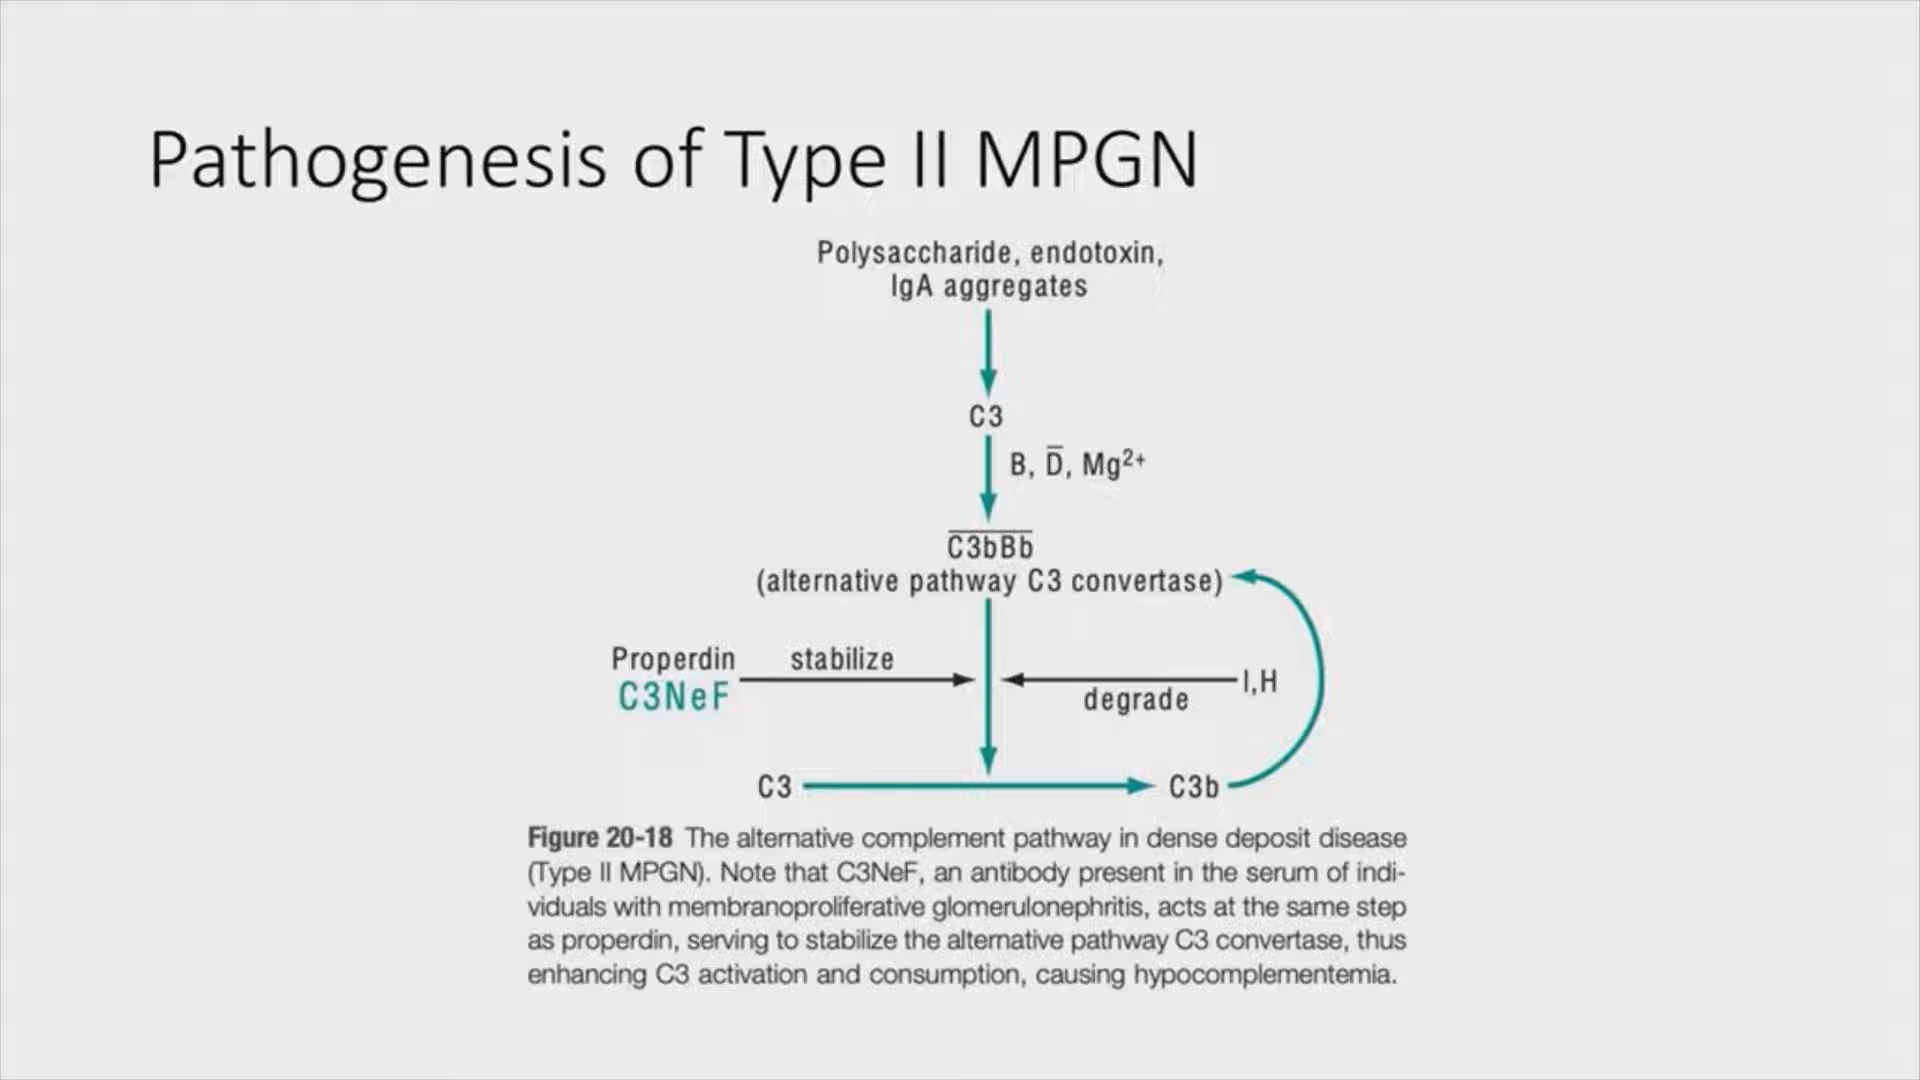 Pathogenesis of Type II MPGN
Polysaccharide, endotoxin,
IgA aggregates
C3
B, D̅, Mg²⁺
C̅3̅b̅B̅b̅
(alternative pathway C3 convertase)
Properdin
stabilize
C3NeF
I,H
degrade
C3
C3b
Figure 20-18 The alternative complement pathway in dense deposit disease
(Type II MPGN). Note that C3NeF, an antibody present in the serum of indi-
viduals with membranoproliferative glomerulonephritis, acts at the same step
as properdin, serving to stabilize the alternative pathway C3 convertase, thus
enhancing C3 activation and consumption, causing hypocomplementemia.